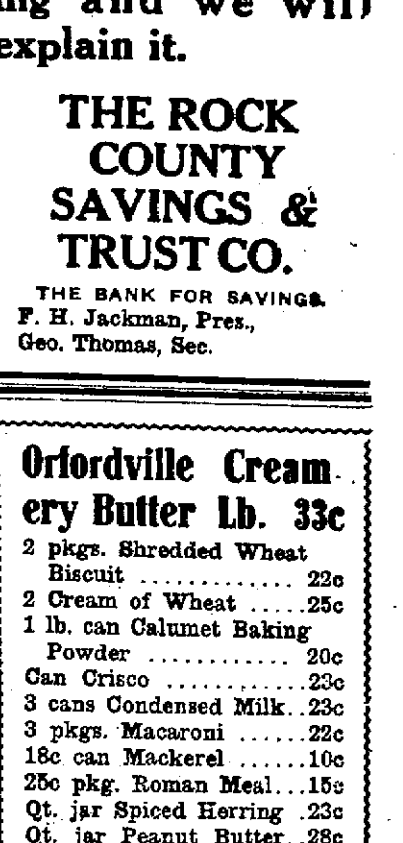 ing and we will
explain it.
THE ROCK
COUNTY
SAVINGS &
TRUST CO.
THE BANK FOR SAVINGS.
F. H. Jackman, Pres.,
Geo. Thomas, Sec.
Orfordville Cream-
ery Butter Lb. 33c
2 pkgs. Shredded Wheat
Biscuit ............. 22c
2 Cream of Wheat .....25c
1 lb. can Calumet Baking
Powder ............ 20c
Can Crisco ............23c
3 cans Condensed Milk..23c
3 pkgs. Macaroni ......22c
18c can Mackerel ......10c
25c pkg. Roman Meal...15c
Qt. jar Spiced Herring .23c
Qt. jar Peanut Butter..28c